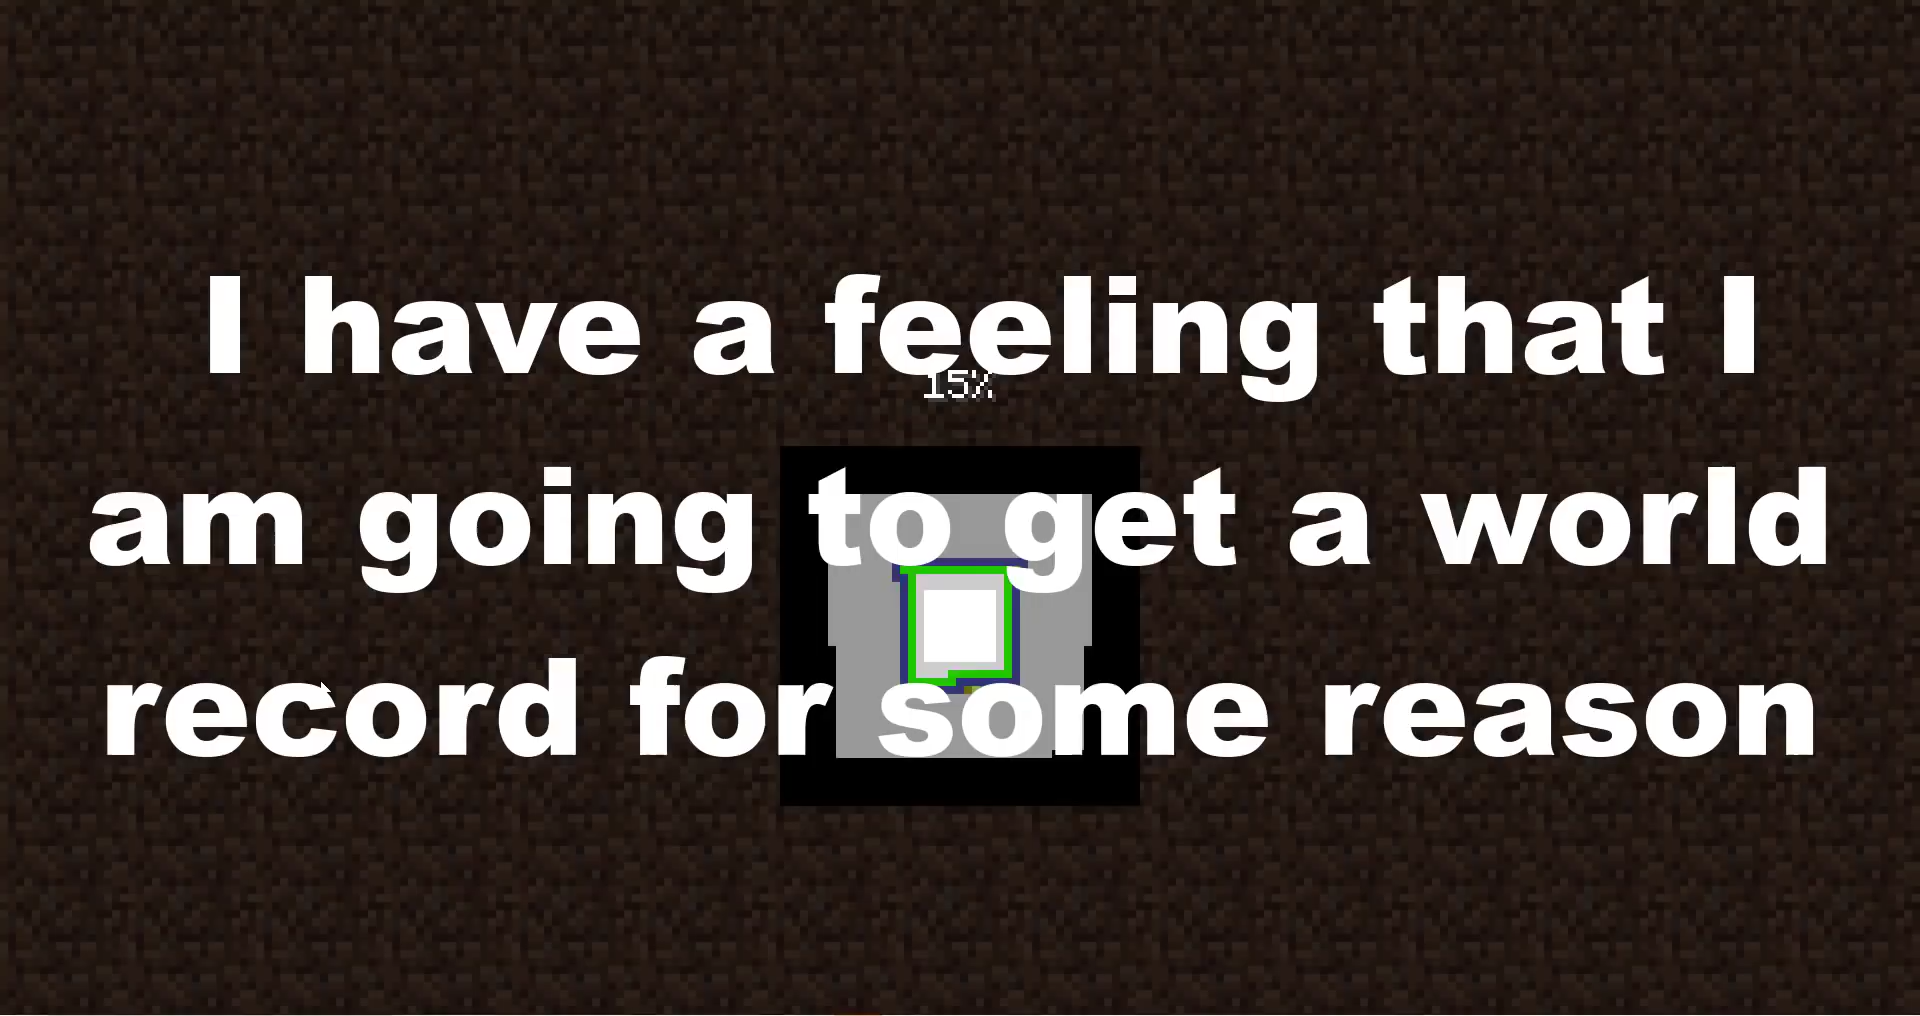 I have a feeling that I
15%
am going to get a world
record for some reason